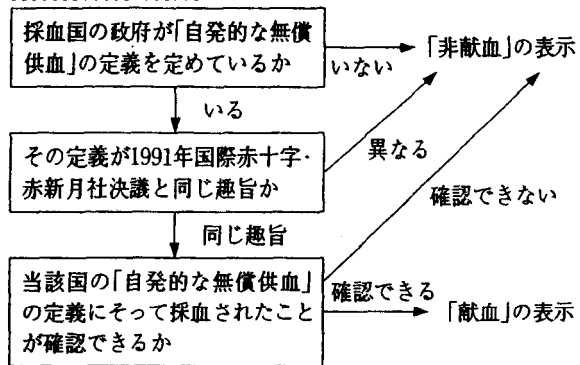 採血国の政府が「自発的な無償
供血」の定義を定めているか
いない
「非献血」の表示
いる
その定義が1991年国際赤十字・
赤新月社決議と同じ趣旨か
異なる
確認できない
同じ趣旨
当該国の「自発的な無償供血」
の定義にそって採血されたこと
が確認できるか
確認できる
「献血」の表示